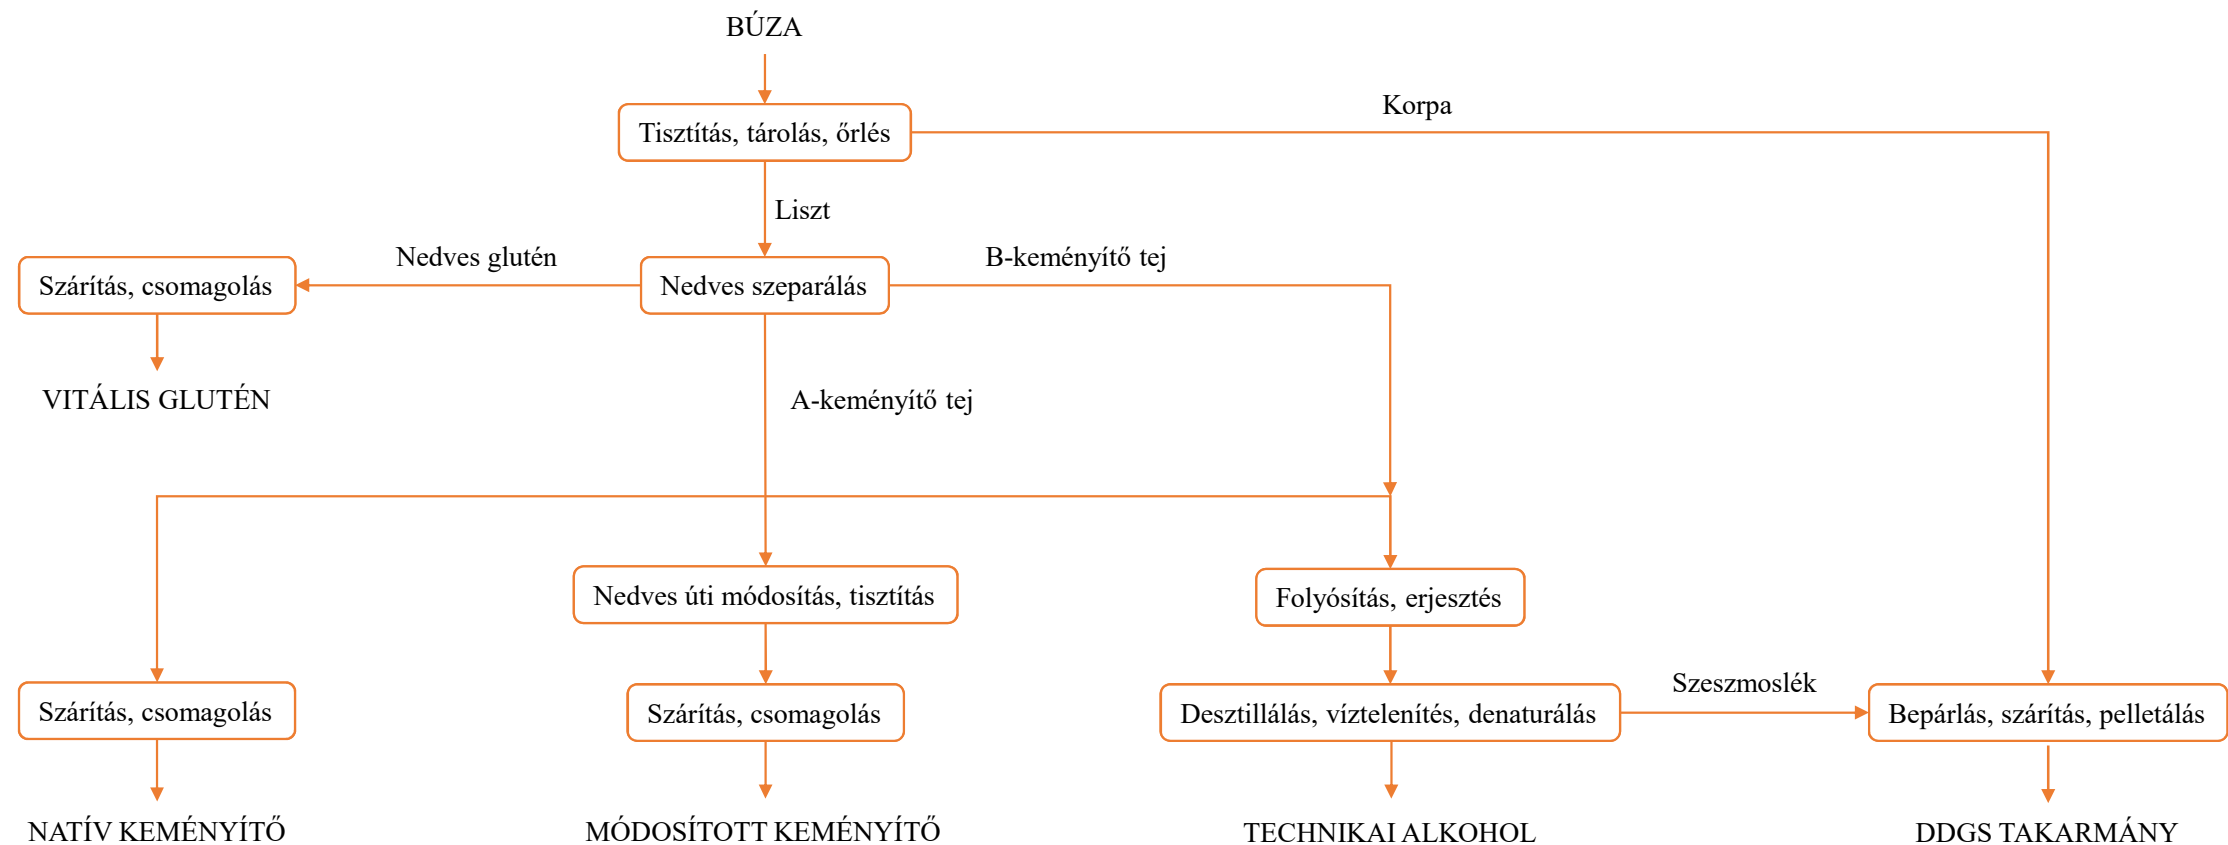 BÚZA
Korpa
Tisztítás, tárolás, őrlés
Liszt
Nedves glutén
B-keményítő tej
Szárítás, csomagolás
Nedves szeparálás
VITÁLIS GLUTÉN
A-keményítő tej
Nedves úti módosítás, tisztítás
Folyósítás, erjesztés
Szeszmoslék
Szárítás, csomagolás
Szárítás, csomagolás
Desztillálás, víztelenítés, denaturálás
Bepárlás, szárítás, pelletálás
NATÍV KEMÉNYÍTŐ
MÓDOSÍTOTT KEMÉNYÍTŐ
TECHNIKAI ALKOHOL
DDGS TAKARMÁNY